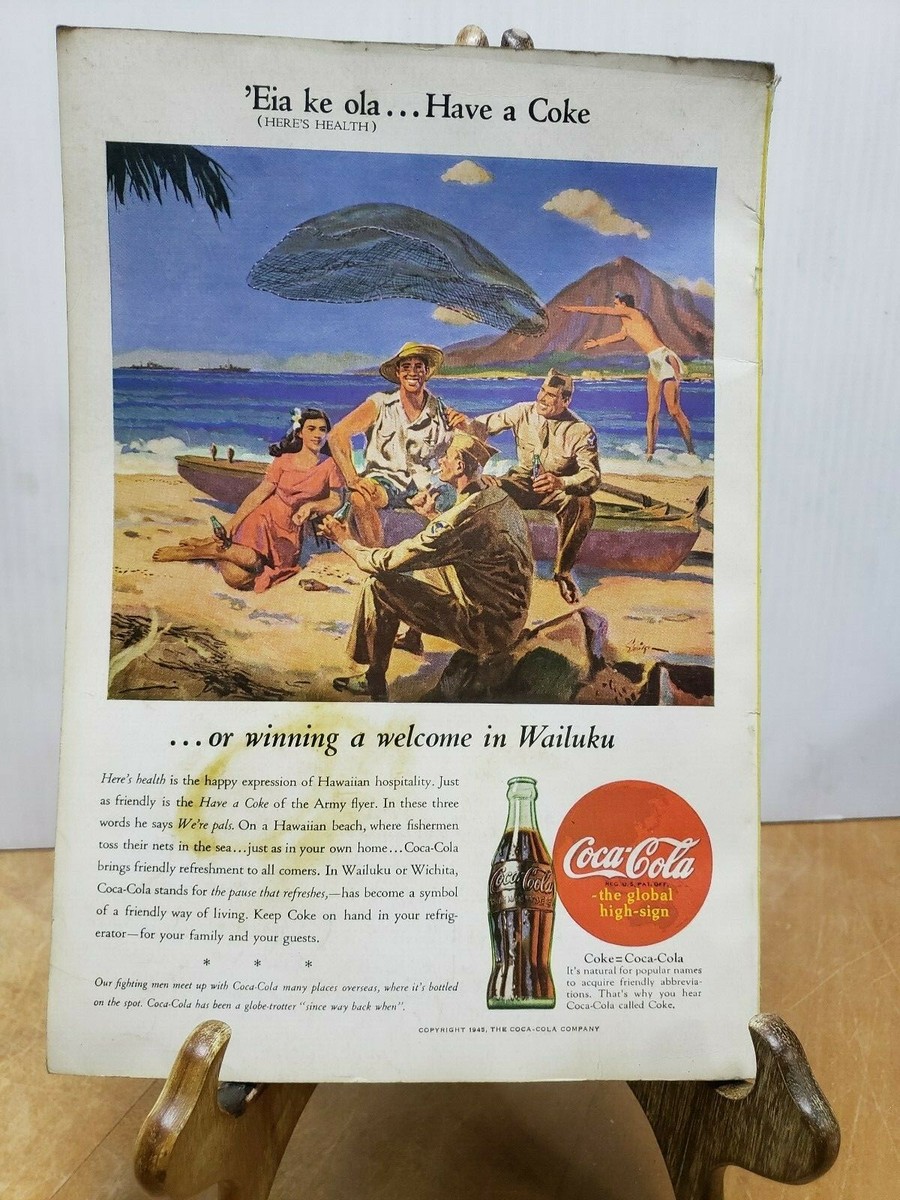 'Eia ke ola...Have a Coke
(HERE'S HEALTH)
...or winning a welcome in Wailuku
Here's health is the happy expression of Hawaiian hospitality. Just
as friendly is the Have a Coke of the Army flyer. In these three
words he says We're pals. On a Hawaiian beach, where fishermen
toss their nets in the sea...just as in your own home...Coca-Cola
brings friendly refreshment to all comers. In Wailuku or Wichita,
Coca-Cola stands for the pause that refreshes,—has become a symbol
of a friendly way of living. Keep Coke on hand in your refrig-
erator—for your family and your guests.
* * *
Our fighting men meet up with Coca-Cola many places overseas, where it's bottled
on the spot. Coca-Cola has been a globe-trotter "since way back when".
Coca-Cola
Coca-Cola
REG. U.S. PAT. OFF.
-the global
high-sign
Coke=Coca-Cola
It's natural for popular names
to acquire friendly abbrevia-
tions. That's why you hear
Coca-Cola called Coke.
COPYRIGHT 1945, THE COCA-COLA COMPANY